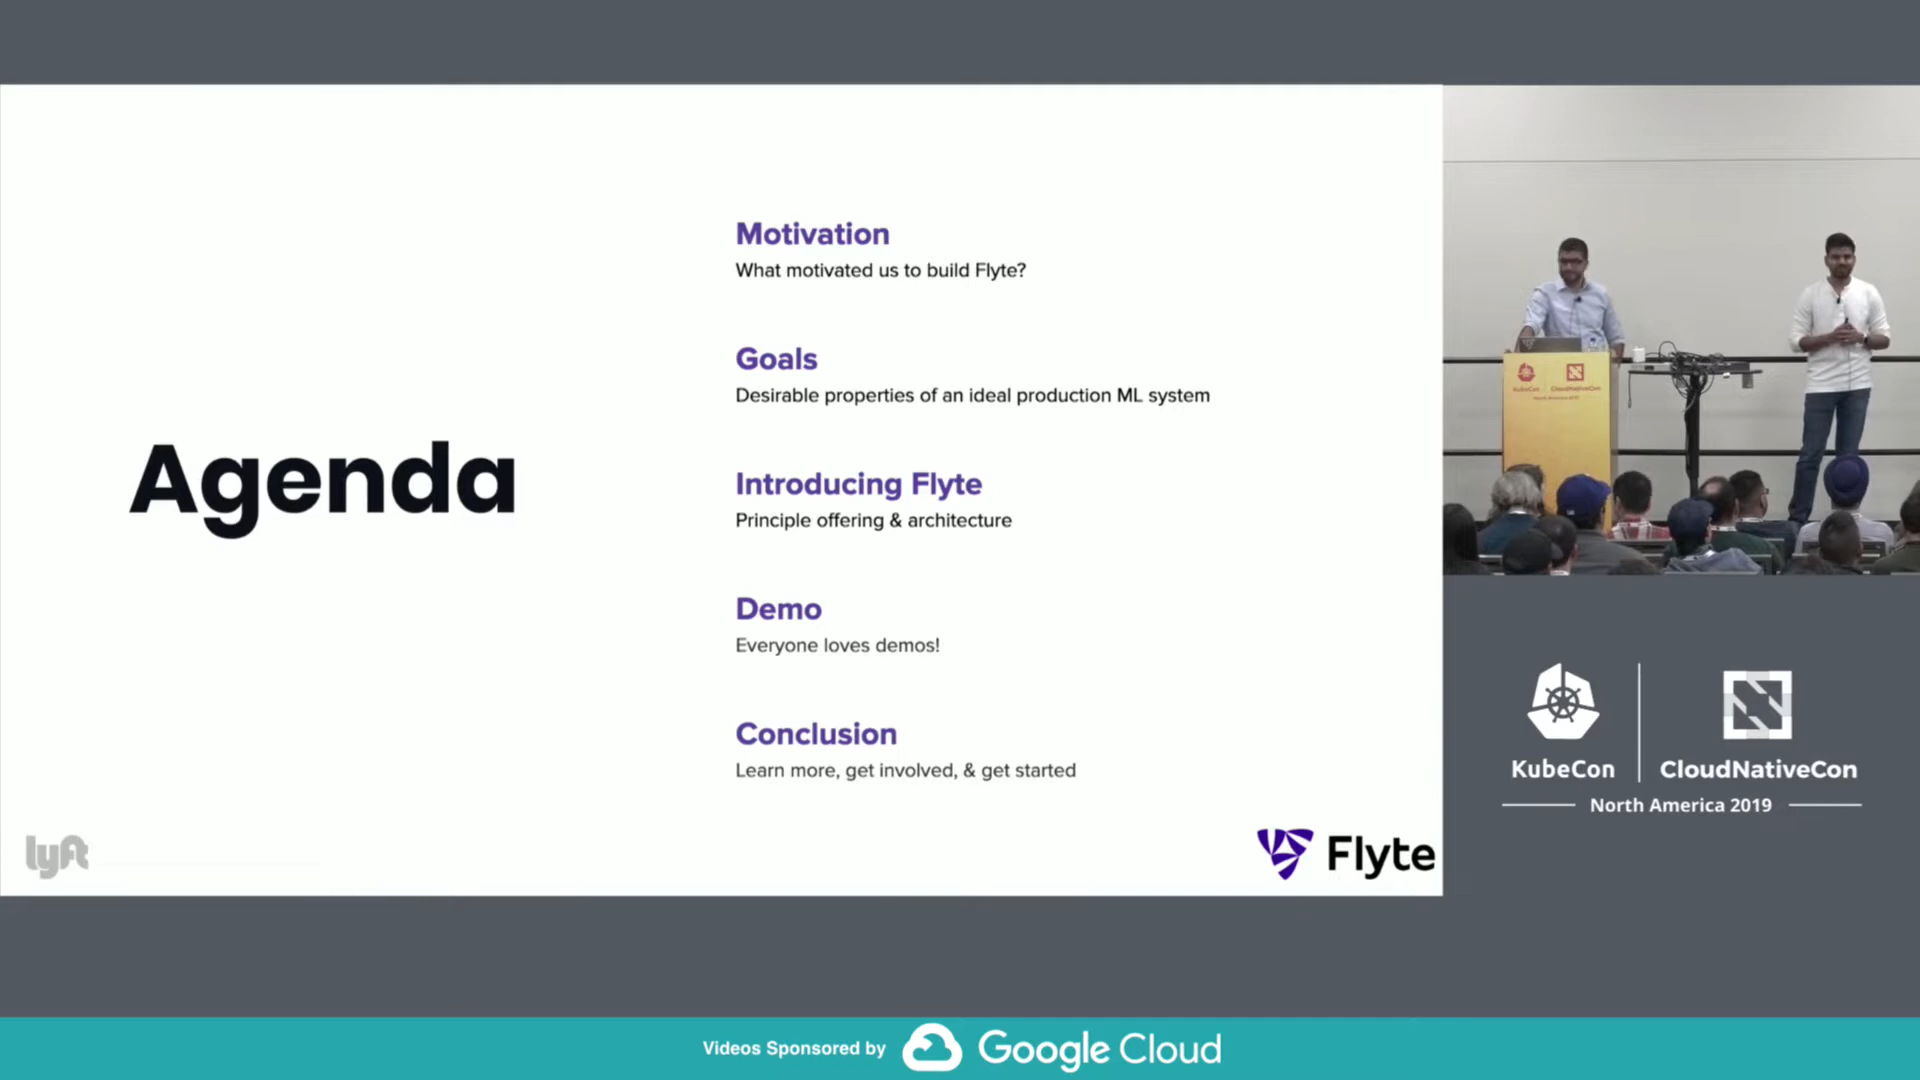 Agenda
Motivation
What motivated us to build Flyte?
Goals
Desirable properties of an ideal production ML system
Introducing Flyte
Principle offering & architecture
Demo
Everyone loves demos!
Conclusion
Learn more, get involved, & get started
lyft
Flyte
KubeCon
CloudNativeCon
KubeCon
CloudNativeCon
North America 2019
Videos Sponsored by
Google Cloud